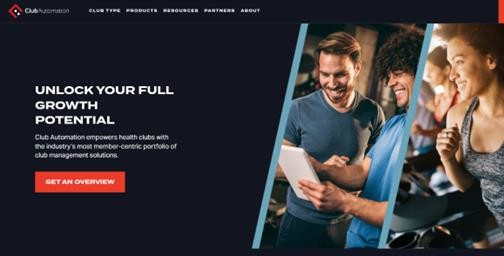 ClubAutomation
CLUB TYPE PRODUCTS RESOURCES PARTNERS ABOUT
UNLOCK YOUR FULL
GROWTH
POTENTIAL
Club Automation empowers health clubs with
the industry's most member-centric portfolio of
club management solutions.
GET AN OVERVIEW